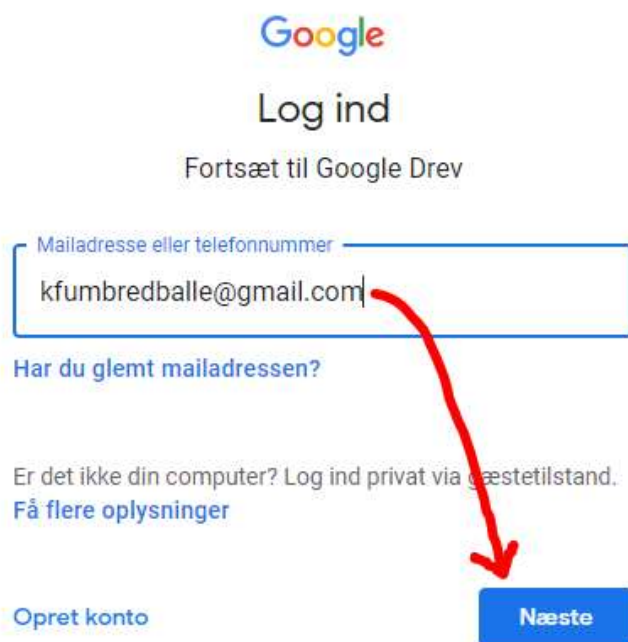 Google
Log ind
Fortsæt til Google Drev
Mailadresse eller telefonnummer
kfumbredballe@gmail.com
Har du glemt mailadressen?
Er det ikke din computer? Log ind privat via gæstetilstand.
Få flere oplysninger
Opret konto
Næste